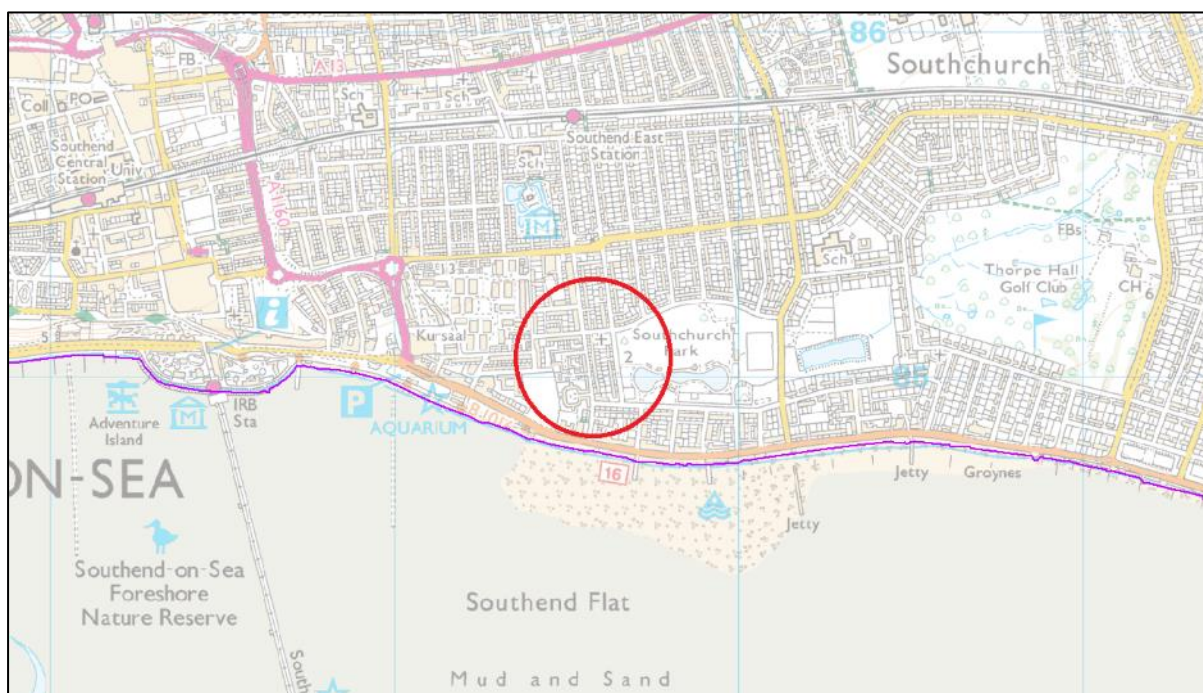 86
Southchurch
FB
A13
Sch
Sch
Coll
PO
Southend
Central
Station
Univ
Southend East
Station
A1160
Sch
Sch
FBs
Thorpe Hall
Golf Club
CH
6
13
i
5
Kursaal
Southchurch
Park
2
85
Adventure
Island
IRB
Sta
P
AQUARIUM
16
Jetty
Groynes
Jetty
ON-SEA
Southend-on-Sea
Foreshore
Nature Reserve
Southend Flat
Mud and Sand